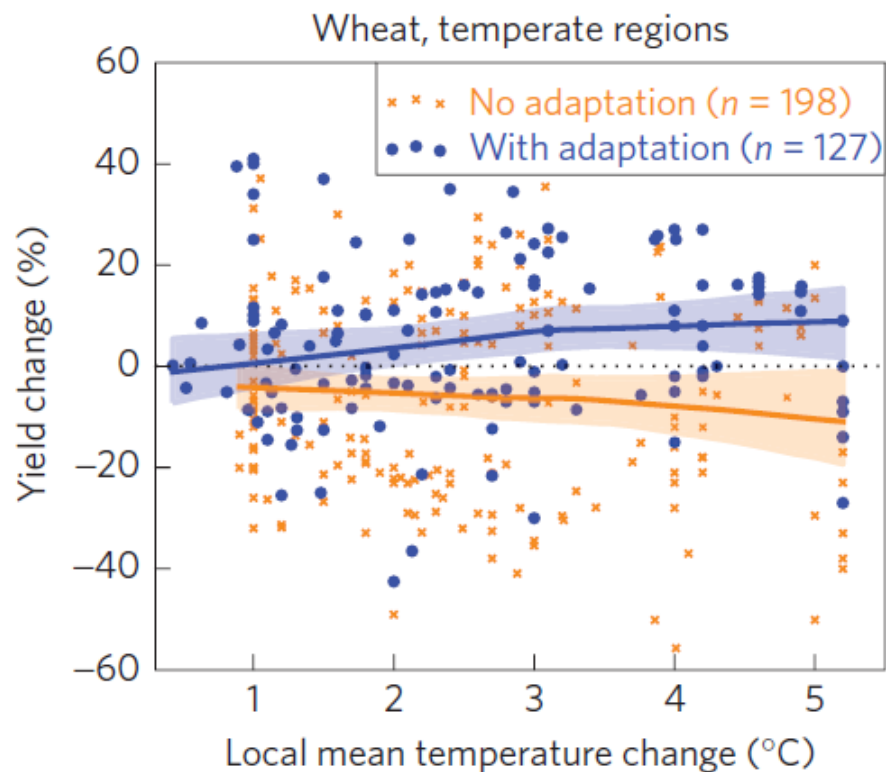 Wheat, temperate regions
60
40
20
0
−20
−40
−60
Yield change (%)
No adaptation (n = 198)
With adaptation (n = 127)
1 2 3 4 5
Local mean temperature change (°C)